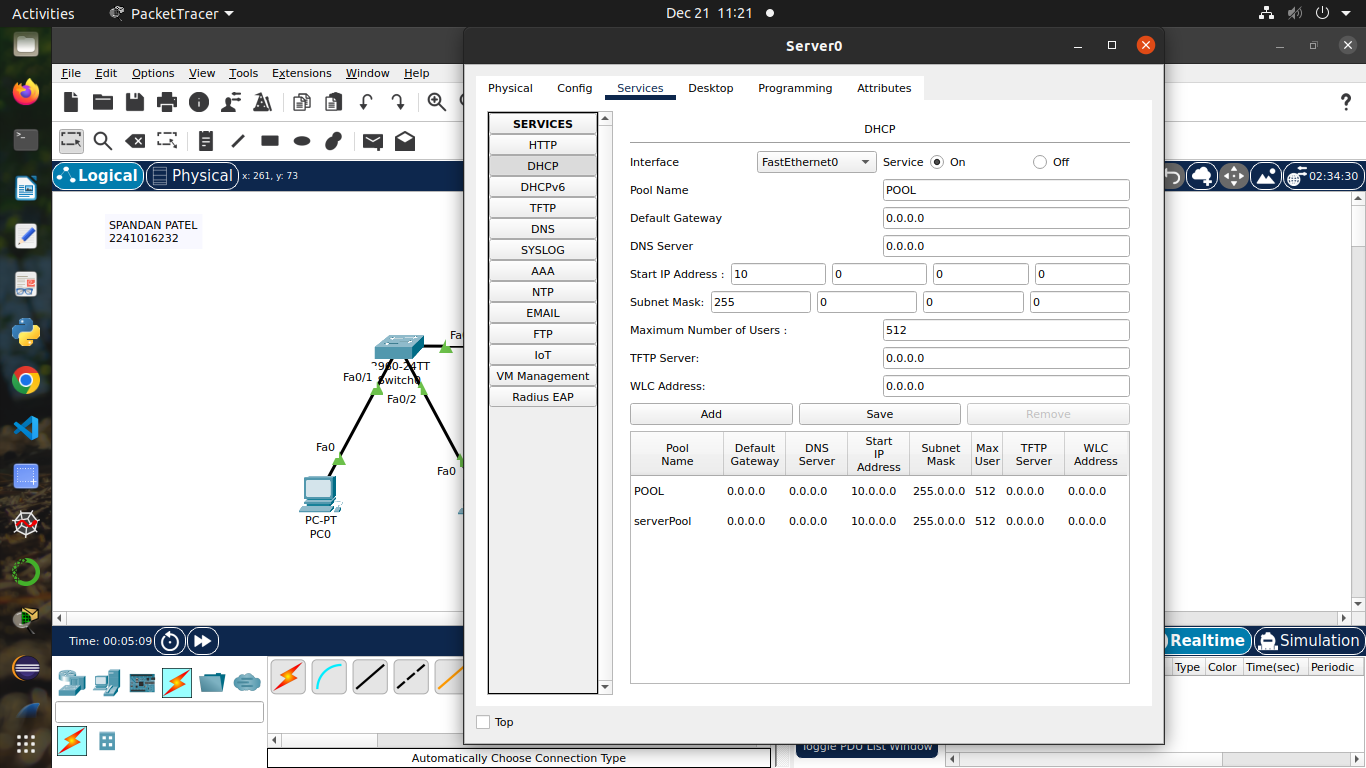 Activities
PacketTracer
Dec 21 11:21
Server0
File Edit Options View Tools Extensions Window Help
Physical Config Services Desktop Programming Attributes
Logical
Physical
x: 261, y: 73
02:34:30
SPANDAN PATEL
2241016232
Fa0/1
Fa0/2
Switch0
Fa0
Fa0
PC-PT
PC0
SERVICES
HTTP
DHCP
DHCPv6
TFTP
DNS
SYSLOG
AAA
NTP
EMAIL
FTP
IoT
VM Management
Radius EAP
DHCP
Interface FastEthernet0 Service On Off
Pool Name POOL
Default Gateway 0.0.0.0
DNS Server 0.0.0.0
Start IP Address : 10 0 0 0
Subnet Mask: 255 0 0 0
Maximum Number of Users : 512
TFTP Server: 0.0.0.0
WLC Address: 0.0.0.0
Add Save Remove
Pool Name Default Gateway DNS Server Start IP Address Subnet Mask Max User TFTP Server WLC Address
POOL 0.0.0.0 0.0.0.0 10.0.0.0 255.0.0.0 512 0.0.0.0 0.0.0.0
serverPool 0.0.0.0 0.0.0.0 10.0.0.0 255.0.0.0 512 0.0.0.0 0.0.0.0
Top
Time: 00:05:09
Realtime
Simulation
Type Color Time(sec) Periodic
Automatically Choose Connection Type
Toggle PDU List Window